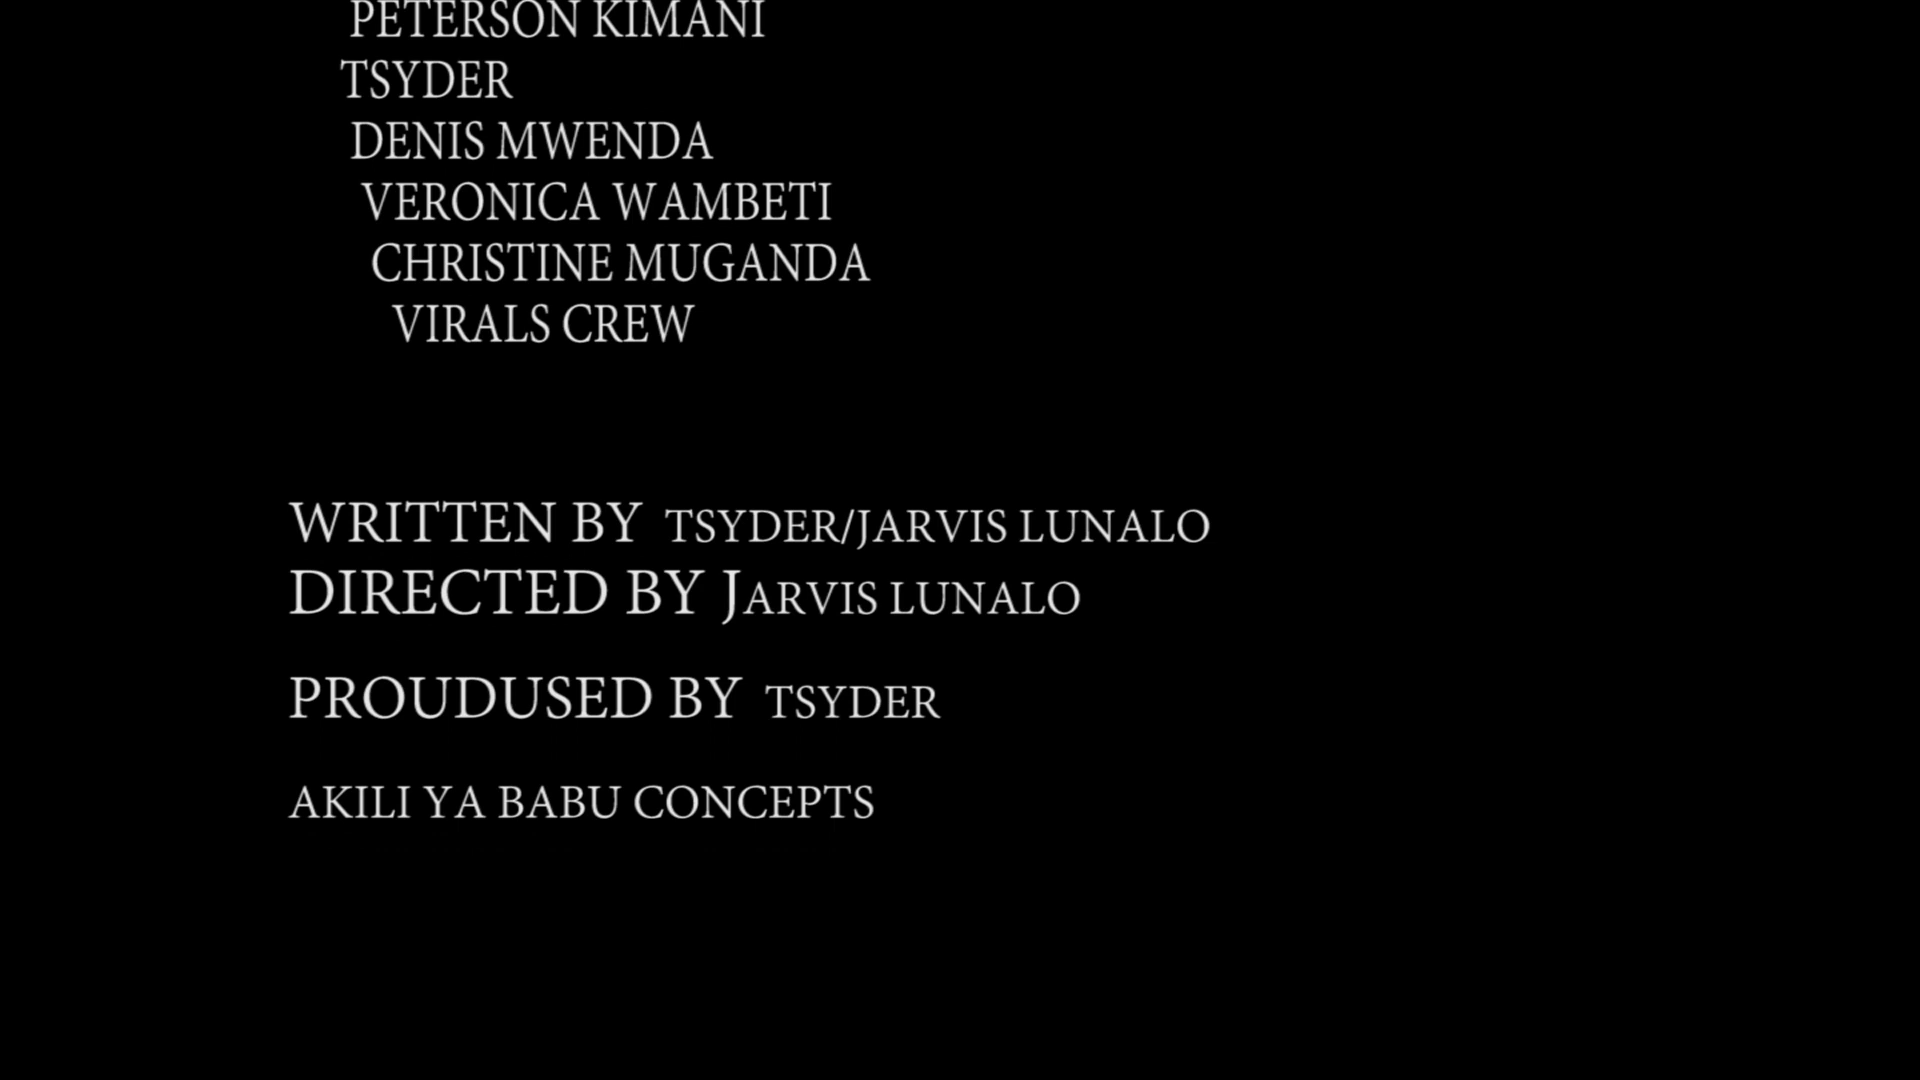 PETERSON KIMANI
TSYDER
DENIS MWENDA
VERONICA WAMBETI
CHRISTINE MUGANDA
VIRALS CREW
WRITTEN BY TSYDER/JARVIS LUNALO
DIRECTED BY JARVIS LUNALO
PROUDUSED BY TSYDER
AKILI YA BABU CONCEPTS